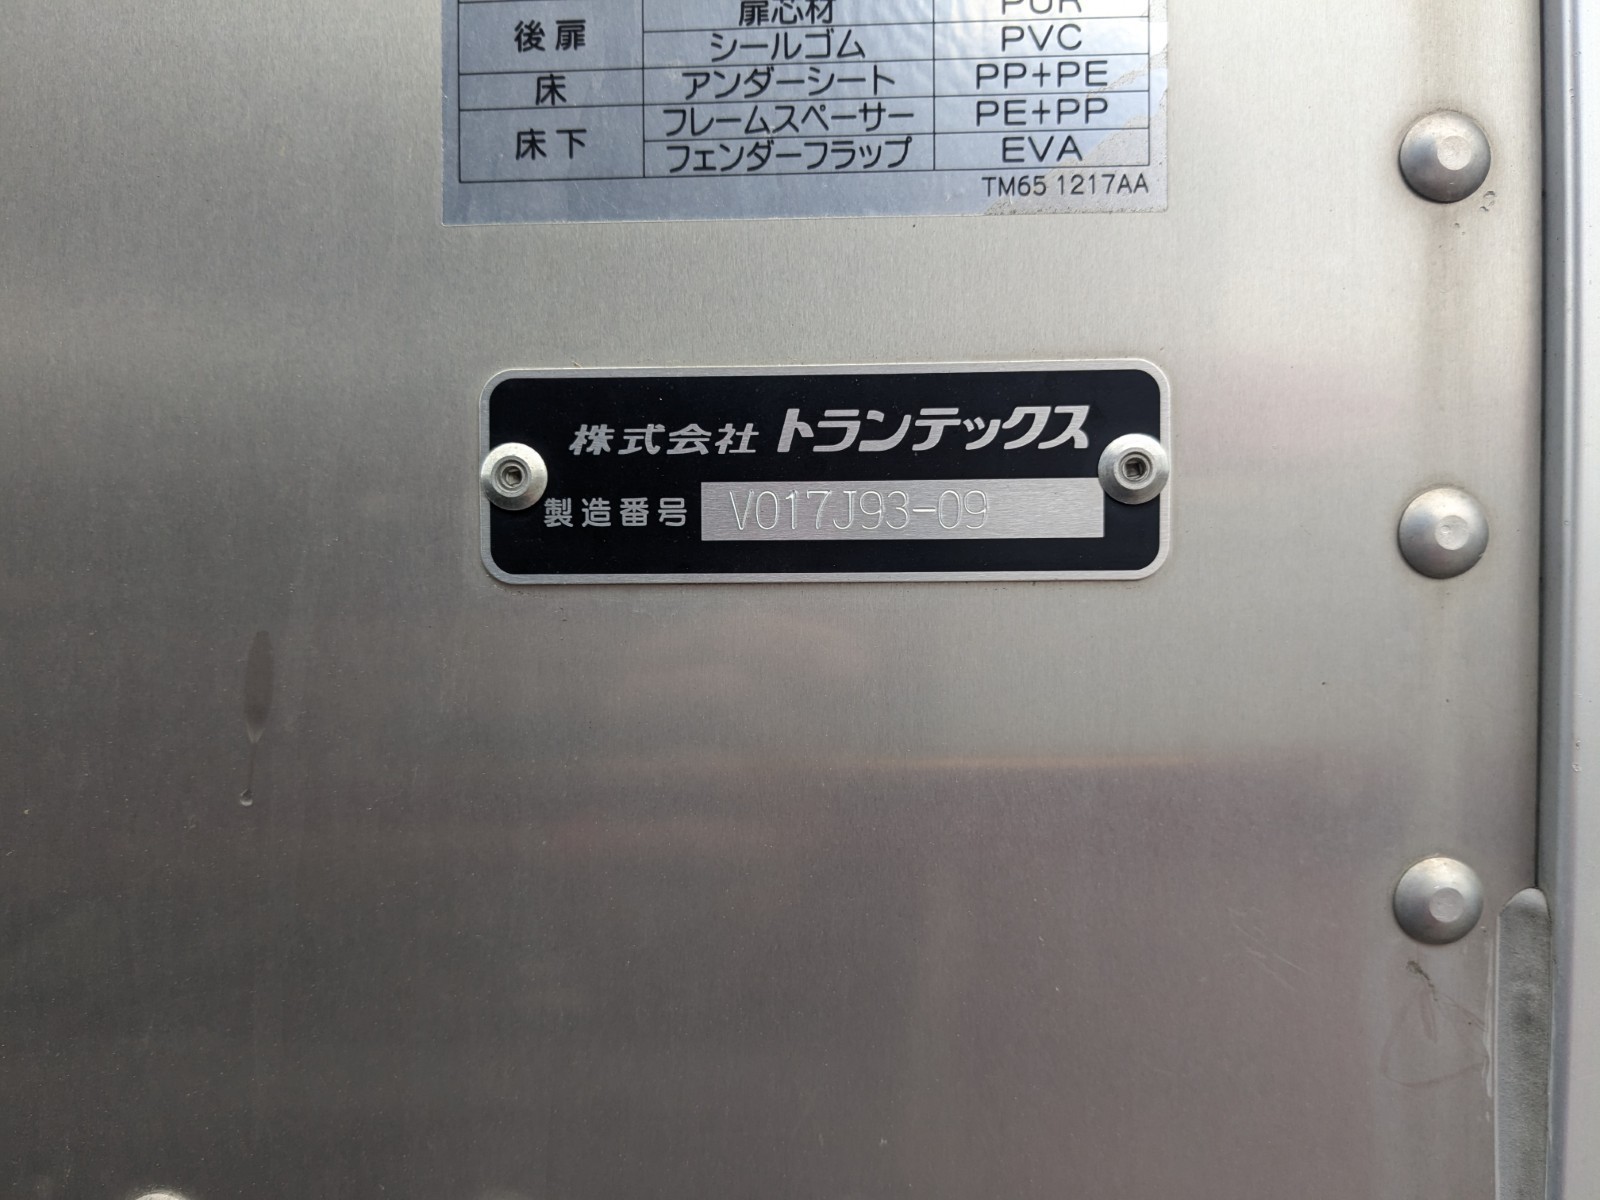 扉芯材 PUR
後扉 シールゴム PVC
床 アンダーシート PP+PE
フレームスペーサー PE+PP
床下 フェンダーフラップ EVA
TM65 1217AA
株式会社 トランテックス
製造番号 V017J93-09